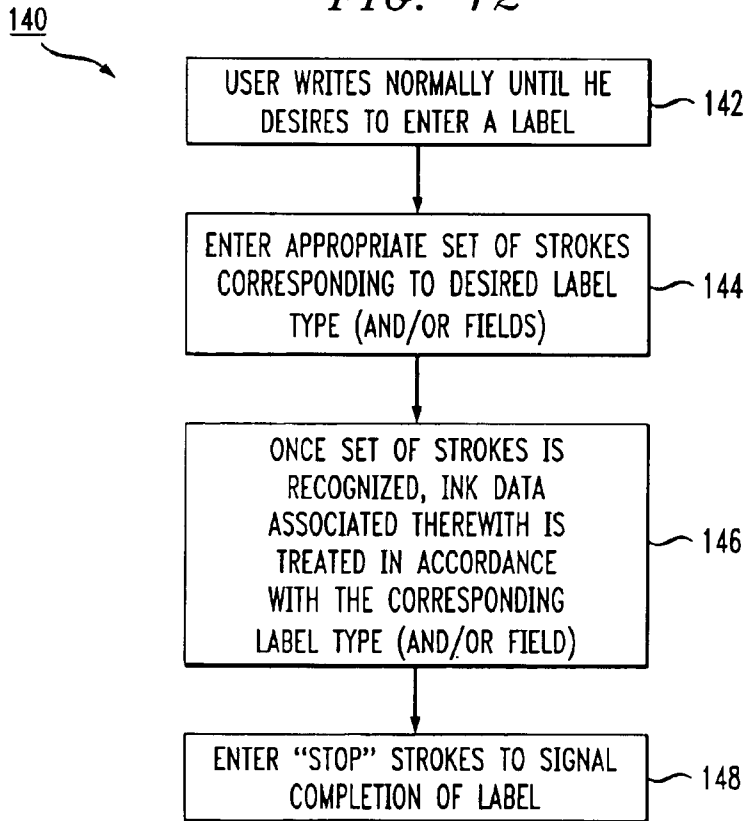 FIG. 12
140
USER WRITES NORMALLY UNTIL HE
DESIRES TO ENTER A LABEL
142
ENTER APPROPRIATE SET OF STROKES
CORRESPONDING TO DESIRED LABEL
TYPE (AND/OR FIELDS)
144
ONCE SET OF STROKES IS
RECOGNIZED, INK DATA
ASSOCIATED THEREWITH IS
TREATED IN ACCORDANCE
WITH THE CORRESPONDING
LABEL TYPE (AND/OR FIELD)
146
ENTER “STOP” STROKES TO SIGNAL
COMPLETION OF LABEL
148